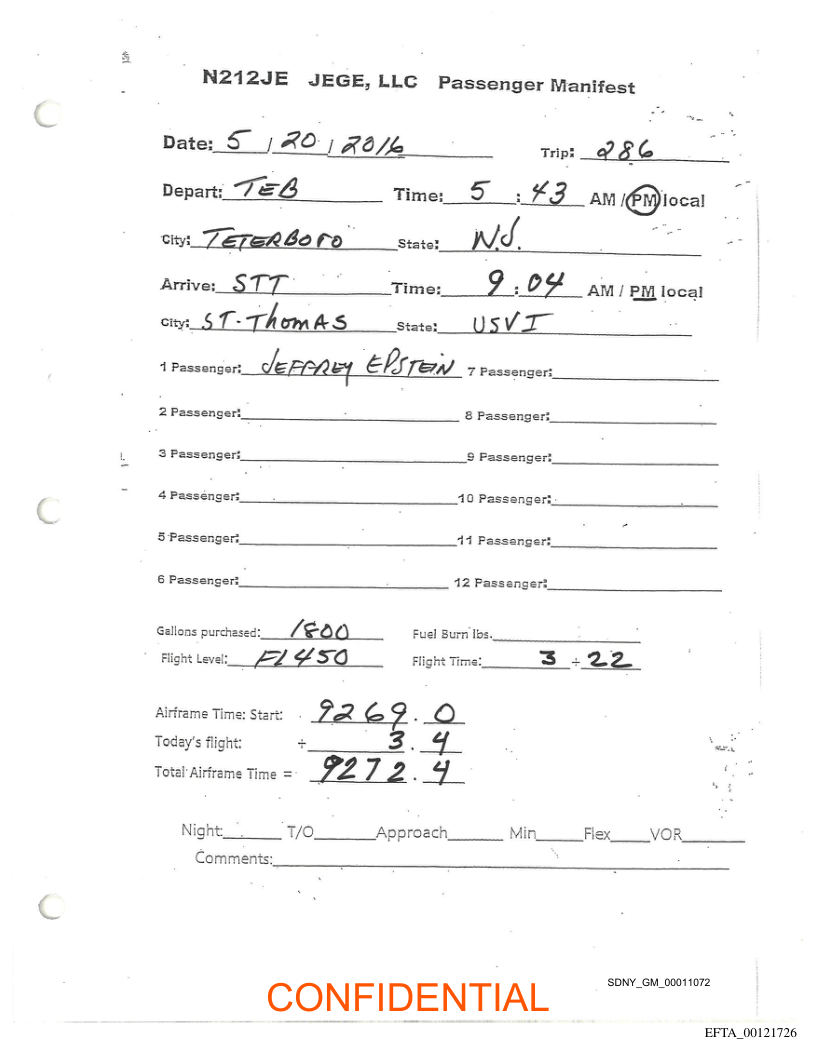 N212JE JEGE, LLC Passenger Manifest
Date: 5 / 20 / 2016 Trip: 286
Depart: TEB Time: 5 : 43 AM / PM local
City: TETERBORO State: N.J.
Arrive: STT Time: 9 : 04 AM / PM local
City: ST. THOMAS State: USVI
1 Passenger: JEFFREY EPSTEIN 7 Passenger:
2 Passenger: 8 Passenger:
3 Passenger: 9 Passenger:
4 Passenger: 10 Passenger:
5 Passenger: 11 Passenger:
6 Passenger: 12 Passenger:
Gallons purchased: 1800 Fuel Burn lbs.
Flight Level: FL450 Flight Time: 3 + 22
Airframe Time: Start: 9269.0
Today's flight: + 3.4
Total Airframe Time = 9272.4
Night: T/O Approach Min Flex VOR
Comments:
SDNY_GM_00011072
CONFIDENTIAL
EFTA_00121726